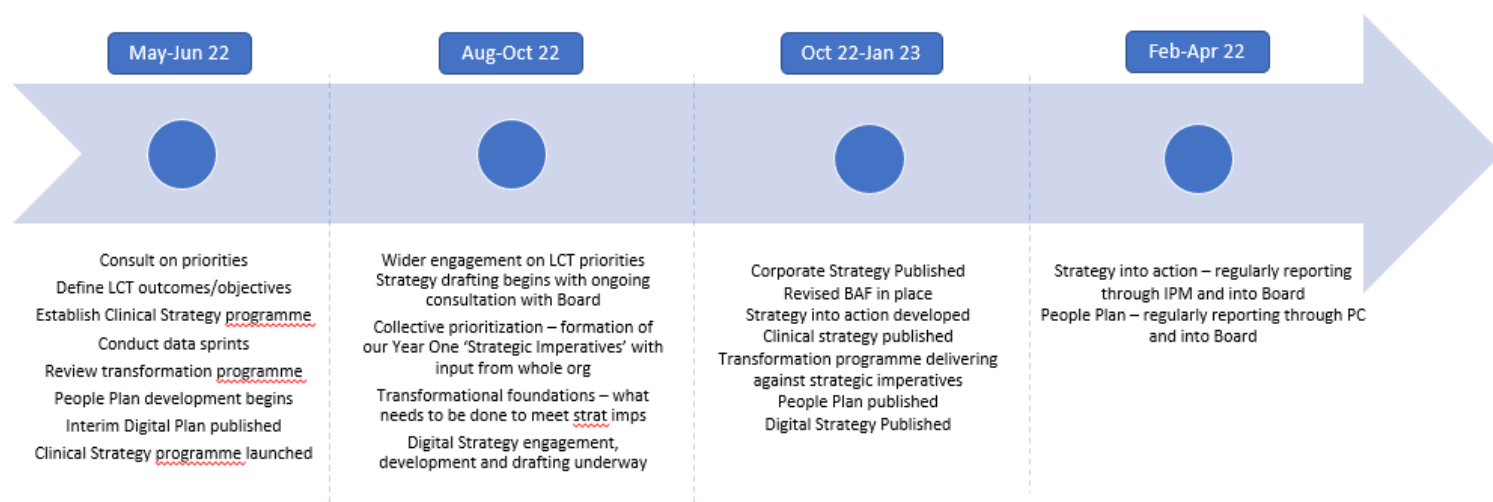 May-Jun 22
Aug-Oct 22
Oct 22-Jan 23
Feb-Apr 22
Consult on priorities
Define LCT outcomes/objectives
Establish Clinical Strategy programme
Conduct data sprints
Review transformation programme
People Plan development begins
Interim Digital Plan published
Clinical Strategy programme launched
Wider engagement on LCT priorities
Strategy drafting begins with ongoing
consultation with Board
Collective prioritization – formation of
our Year One ‘Strategic Imperatives’ with
input from whole org
Transformational foundations – what
needs to be done to meet strat imps
Digital Strategy engagement,
development and drafting underway
Corporate Strategy Published
Revised BAF in place
Strategy into action developed
Clinical strategy published
Transformation programme delivering
against strategic imperatives
People Plan published
Digital Strategy Published
Strategy into action – regularly reporting
through IPM and into Board
People Plan – regularly reporting through PC
and into Board